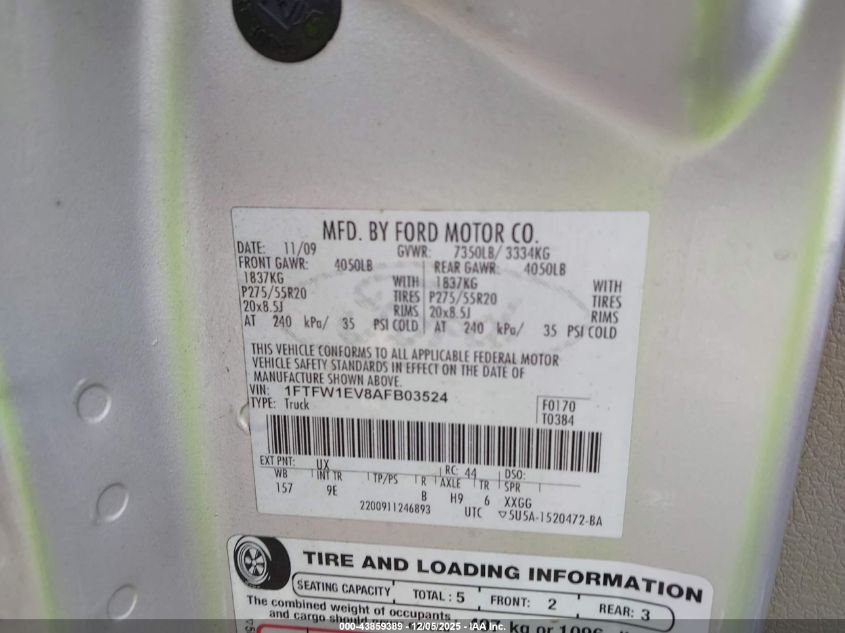 MFD. BY FORD MOTOR CO.
DATE: 11/09 GVWR: 7350LB/ 3334KG
FRONT GAWR: 4050LB REAR GAWR: 4050LB
1837KG WITH 1837KG WITH
P275/55R20 TIRES P275/55R20 TIRES
20x8.5J RIMS 20x8.5J RIMS
AT 240 kPa/ 35 PSI COLD AT 240 kPa/ 35 PSI COLD
THIS VEHICLE CONFORMS TO ALL APPLICABLE FEDERAL MOTOR
VEHICLE SAFETY STANDARDS IN EFFECT ON THE DATE OF
MANUFACTURE SHOWN ABOVE.
VIN: 1FTFW1EV8AFB03524
TYPE: Truck
F0170
T0384
EXT PNT: UX RC: 44 DSO:
WB INT TR TP/PS R AXLE TR SPR
157 9E B H9 6 XXGG
2200911246893 UTC ▽5U5A-1520472-BA
TIRE AND LOADING INFORMATION
SEATING CAPACITY TOTAL : 5 FRONT: 2 REAR: 3
The combined weight of occupants
and cargo should kg or
000-43859389 - 12/05/2025 - IAA Inc.